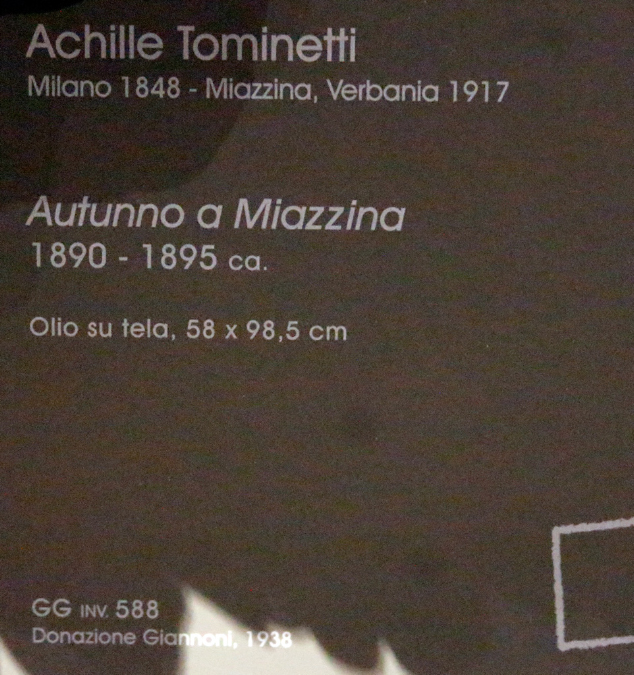 Achille Tominetti
Milano 1848 - Miazzina, Verbania 1917
Autunno a Miazzina
1890 - 1895 ca.
Olio su tela, 58 x 98,5 cm
GG INV. 588
Donazione Giannoni, 1938